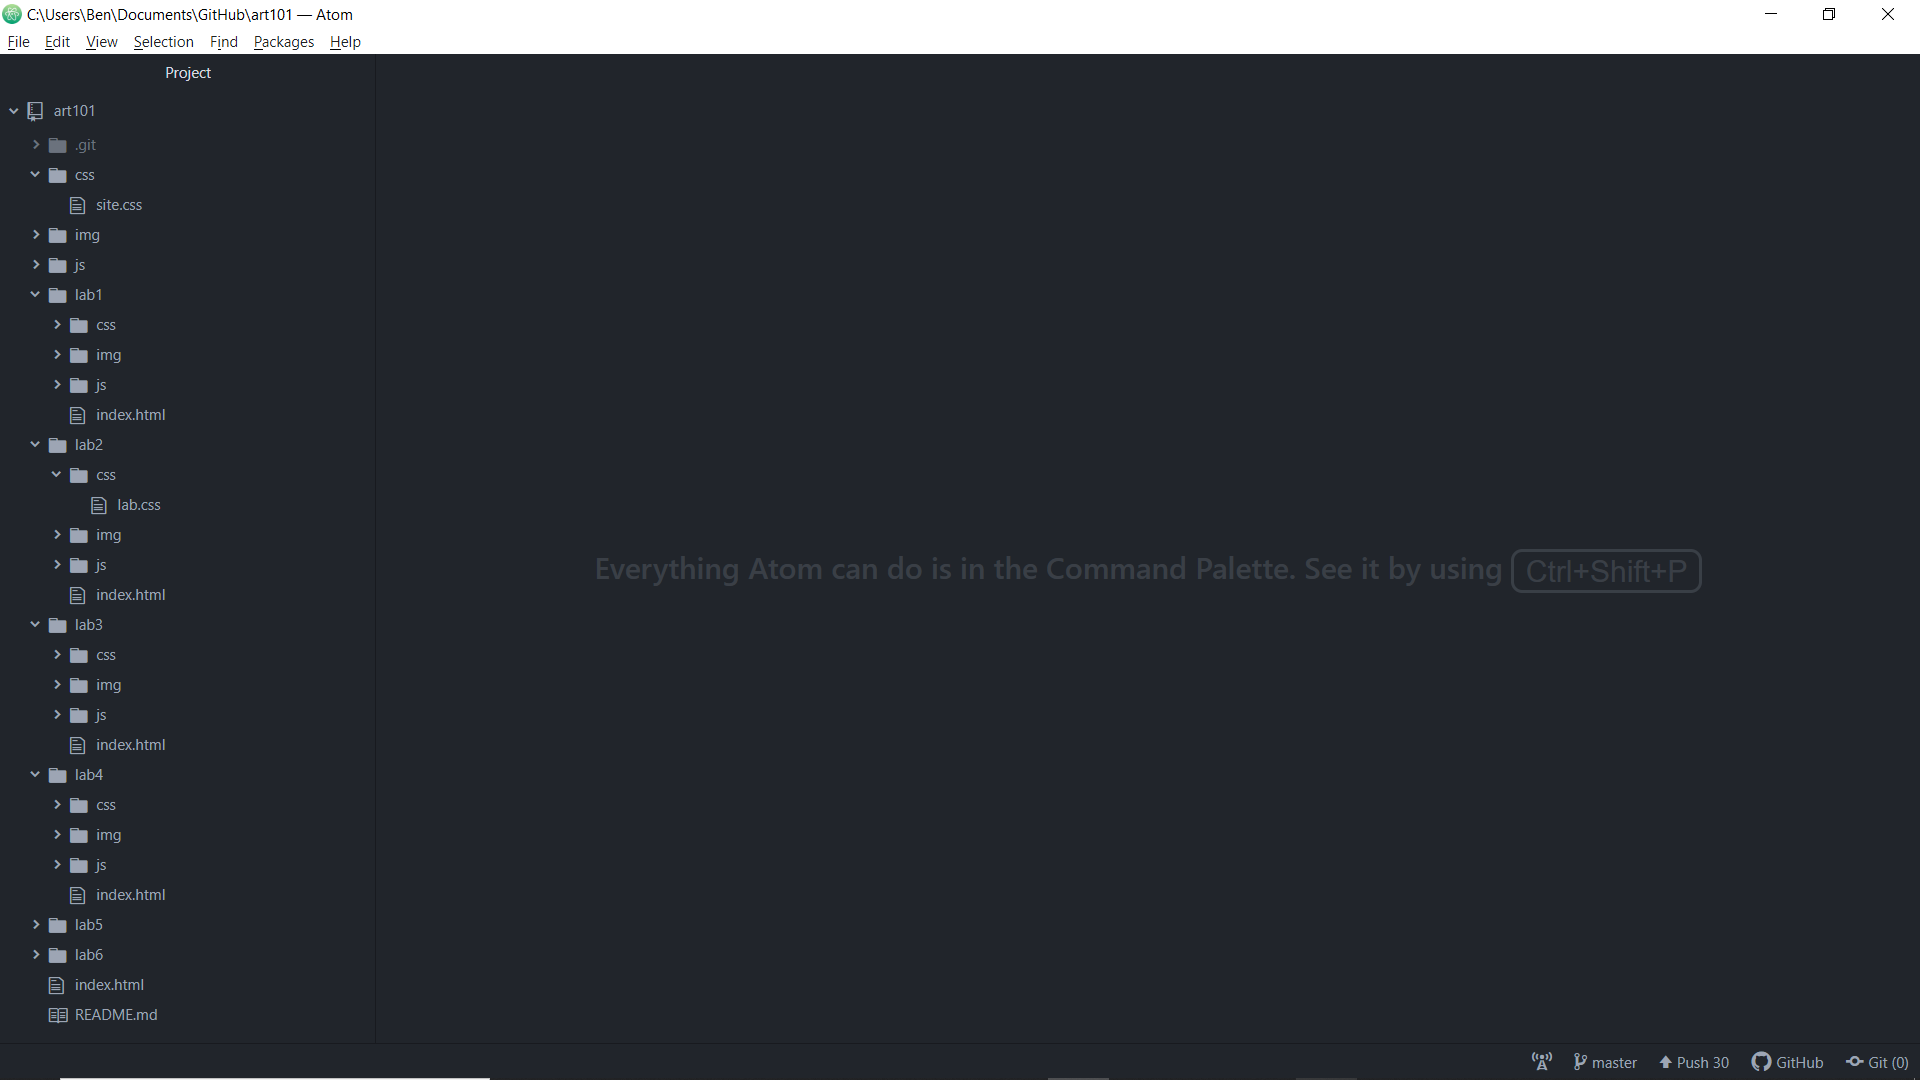 C:\Users\Ben\Documents\GitHub\art101 — Atom
File Edit View Selection Find Packages Help
Project
art101
.git
css
site.css
img
js
lab1
css
img
js
index.html
lab2
css
lab.css
img
js
index.html
lab3
css
img
js
index.html
lab4
css
img
js
index.html
lab5
lab6
index.html
README.md
Everything Atom can do is in the Command Palette. See it by using Ctrl+Shift+P
master Push 30 GitHub Git (0)